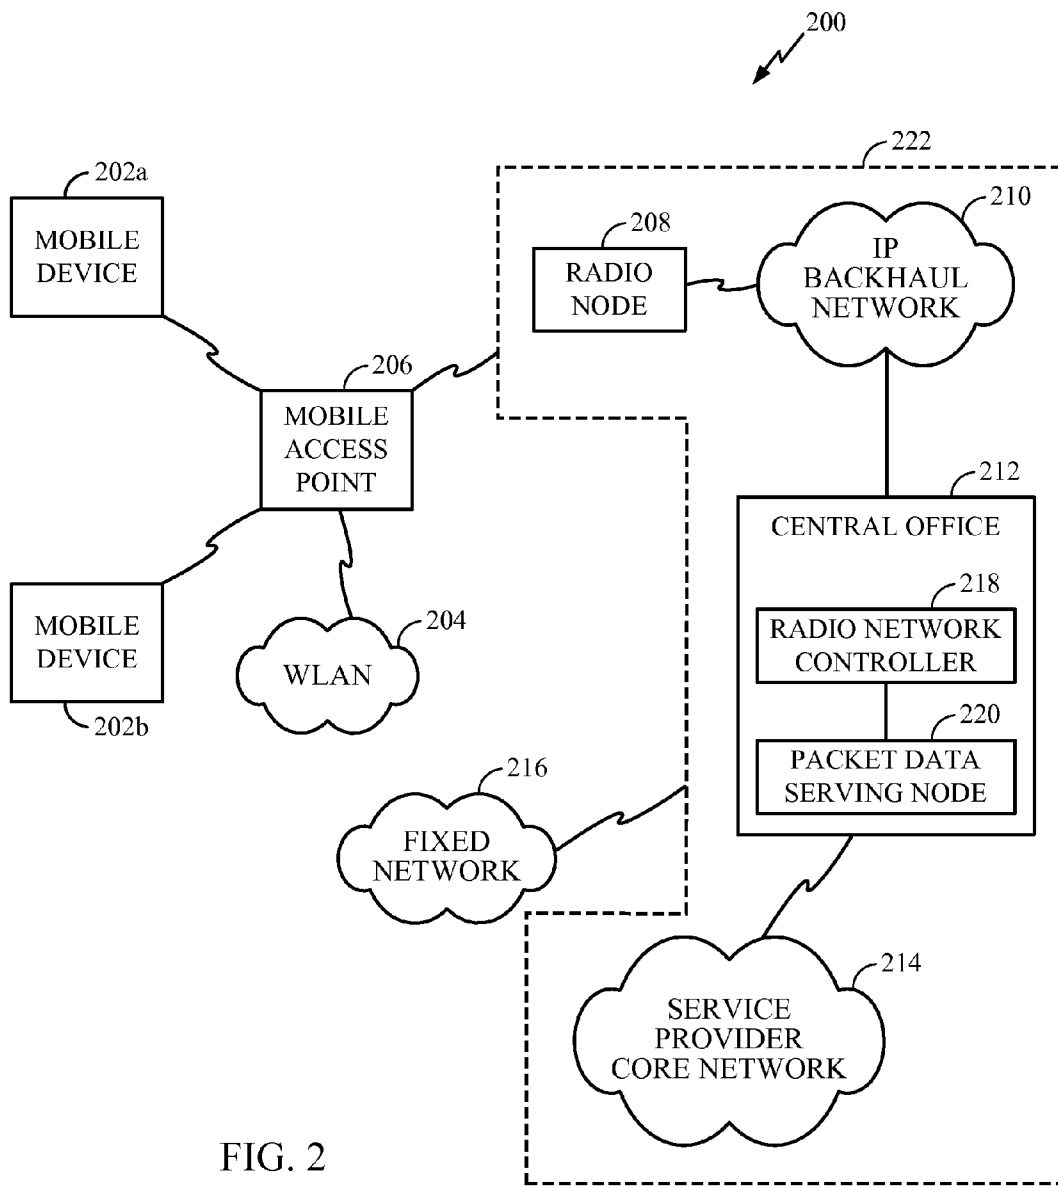 200
222
202a
MOBILE
DEVICE
210
IP
BACKHAUL
NETWORK
208
RADIO
NODE
206
MOBILE
ACCESS
POINT
212
CENTRAL OFFICE
218
RADIO NETWORK
CONTROLLER
220
PACKET DATA
SERVING NODE
MOBILE
DEVICE
202b
204
WLAN
216
FIXED
NETWORK
214
SERVICE
PROVIDER
CORE NETWORK
FIG. 2